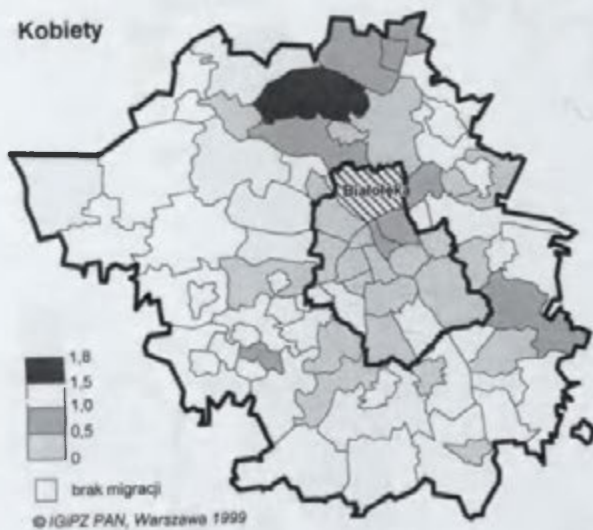 Kobiety
Białołęka
1,8
1,5
1,0
0,5
0
brak migracji
© IGiPZ PAN, Warszawa 1999